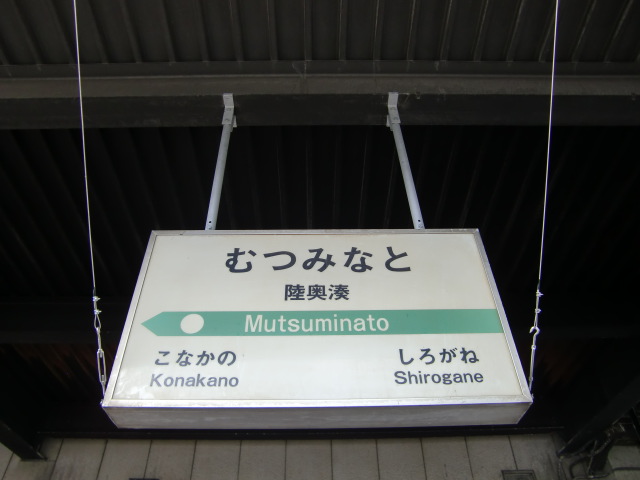 むつみなと
陸奥湊
Mutsuminato
こなかの しろがね
Konakano Shirogane